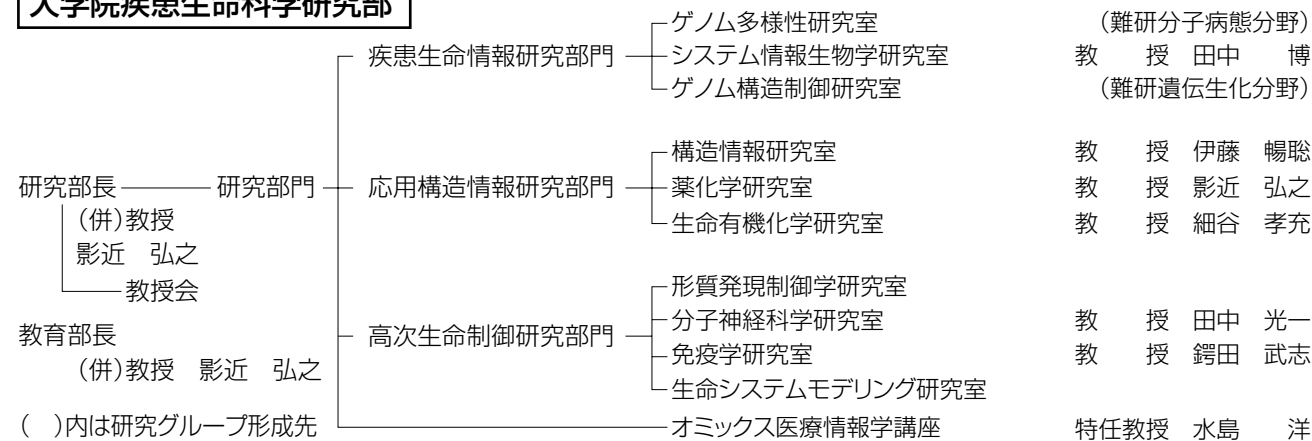 大学院疾患生命科学研究部
ゲノム多様性研究室 (難研分子病態分野)
疾患生命情報研究部門 システム情報生物学研究室 教 授 田中 博
ゲノム構造制御研究室 (難研遺伝生化分野)
構造情報研究室 教 授 伊藤 暢聡
研究部長 研究部門 応用構造情報研究部門 薬化学研究室 教 授 影近 弘之
(併)教授 生命有機化学研究室 教 授 細谷 孝充
影近 弘之
教授会 形質発現制御学研究室
分子神経科学研究室 教 授 田中 光一
教育部長 高次生命制御研究部門 免疫学研究室 教 授 鍔田 武志
(併)教授 影近 弘之 生命システムモデリング研究室
( )内は研究グループ形成先 オミックス医療情報学講座 特任教授 水島 洋